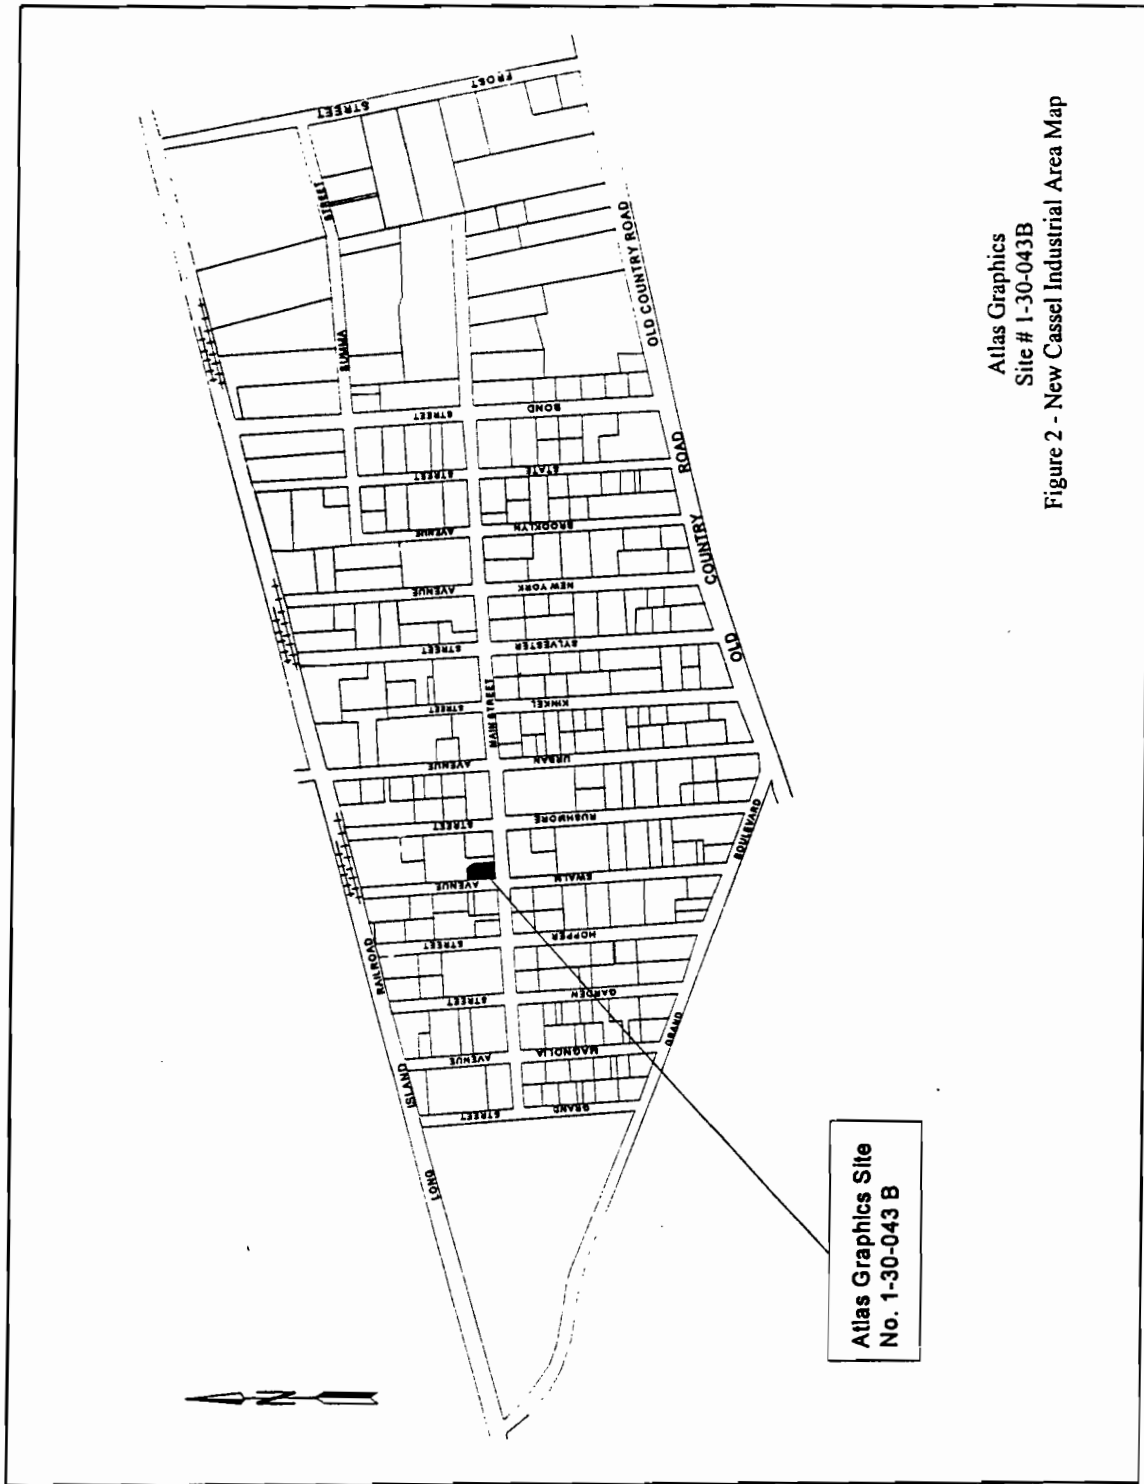 FROST
STREET
STREET
SUMMA
OLD COUNTRY ROAD
BOND
STREET
STATE
STREET
BROOKLYN
AVENUE
NEW YORK
AVENUE
SYLVESTER
STREET
KINKEL
STREET
MAIN STREET
URBAN
AVENUE
RUSHMORE
STREET
SWALM
AVENUE
HOPPER
STREET
GARDEN
STREET
MAGNOLIA
AVENUE
GRAND
STREET
OLD
COUNTRY
ROAD
GRAND
BOULEVARD
LONG
ISLAND
RAILROAD
N
Atlas Graphics Site
No. 1-30-043 B
Atlas Graphics
Site # 1-30-043B
Figure 2 - New Cassel Industrial Area Map